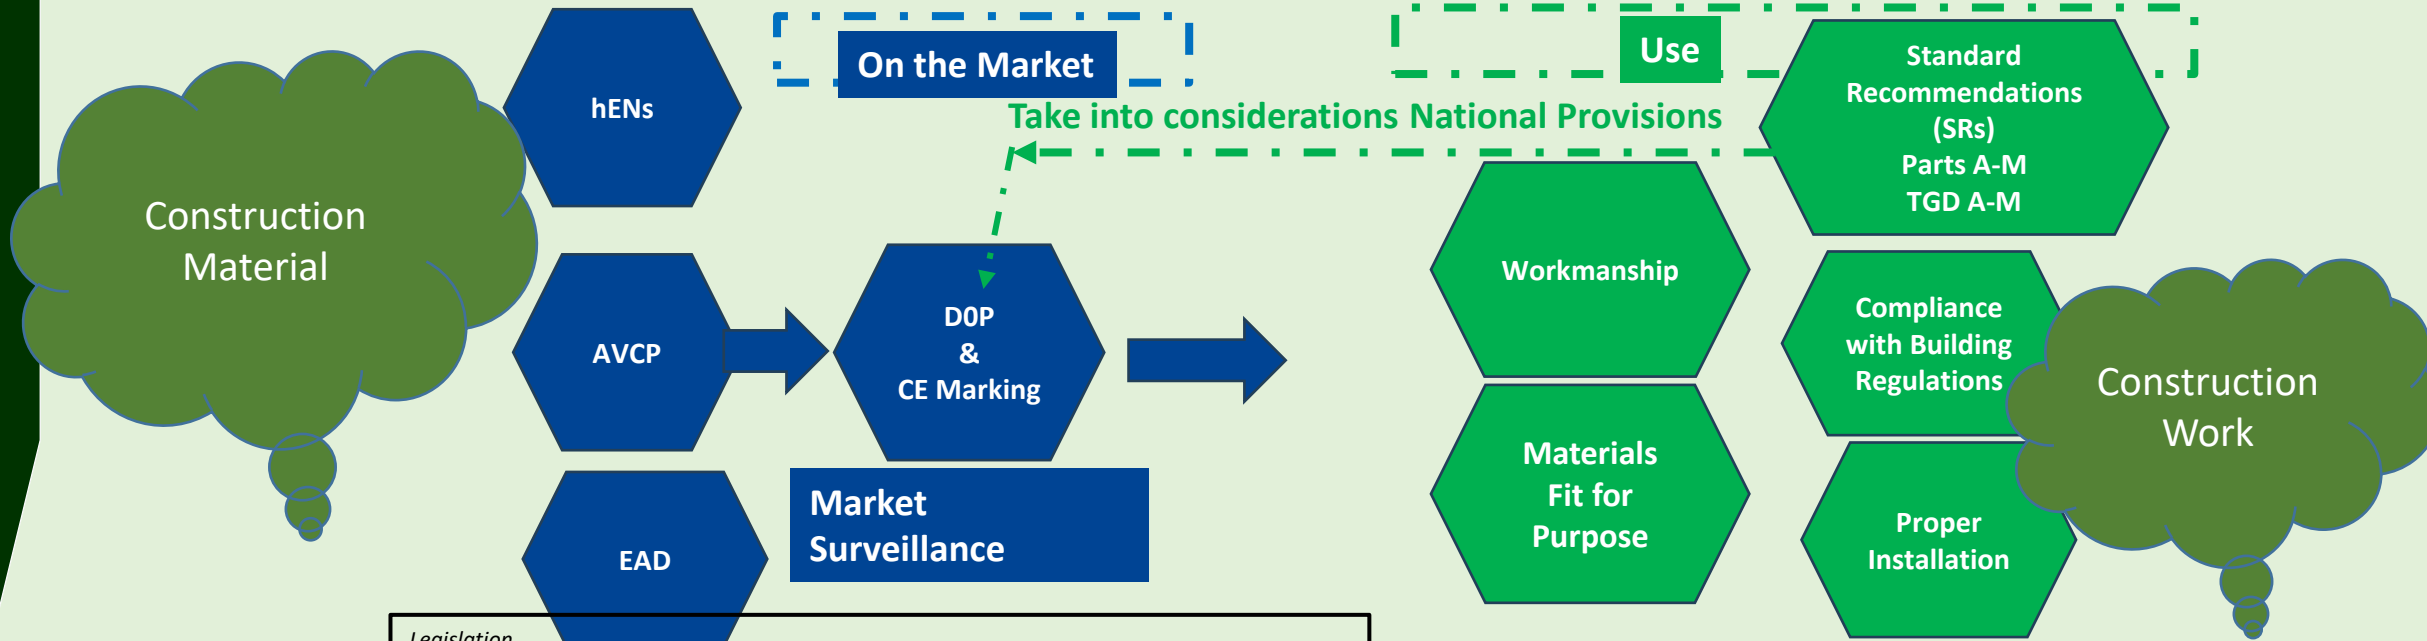 Construction
Material
hENs
AVCP
EAD
On the Market
D0P
&
CE Marking
Market
Surveillance
Take into considerations National Provisions
Use
Standard
Recommendations
(SRs)
Parts A-M
TGD A-M
Workmanship
Materials
Fit for
Purpose
Compliance
with Building
Regulations
Proper
Installation
Construction
Work
Legislation